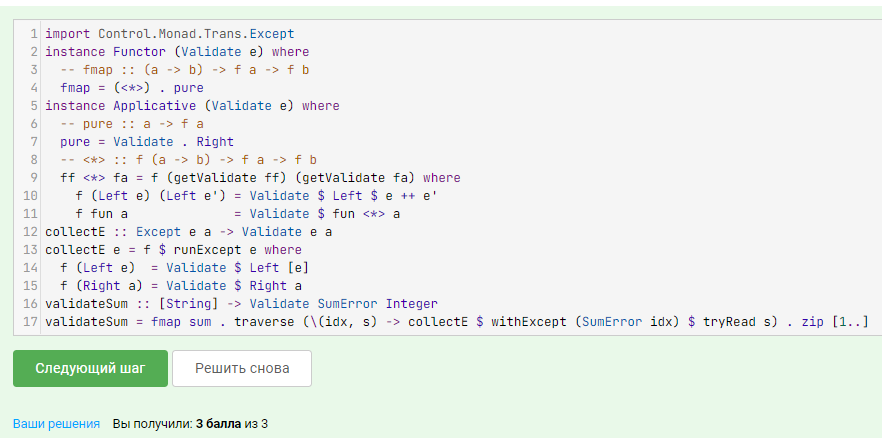 1 import Control.Monad.Trans.Except
2 instance Functor (Validate e) where
3   -- fmap :: (a -> b) -> f a -> f b
4   fmap = (<*>) . pure
5 instance Applicative (Validate e) where
6   -- pure :: a -> f a
7   pure = Validate . Right
8   -- <*> :: f (a -> b) -> f a -> f b
9   ff <*> fa = f (getValidate ff) (getValidate fa) where
10     f (Left e) (Left e') = Validate $ Left $ e ++ e'
11     f fun a              = Validate $ fun <*> a
12 collectE :: Except e a -> Validate e a
13 collectE e = f $ runExcept e where
14   f (Left e)  = Validate $ Left [e]
15   f (Right a) = Validate $ Right a
16 validateSum :: [String] -> Validate SumError Integer
17 validateSum = fmap sum . traverse (\(idx, s) -> collectE $ withExcept (SumError idx) $ tryRead s) . zip [1..]
Следующий шаг Решить снова
Ваши решения Вы получили: 3 балла из 3